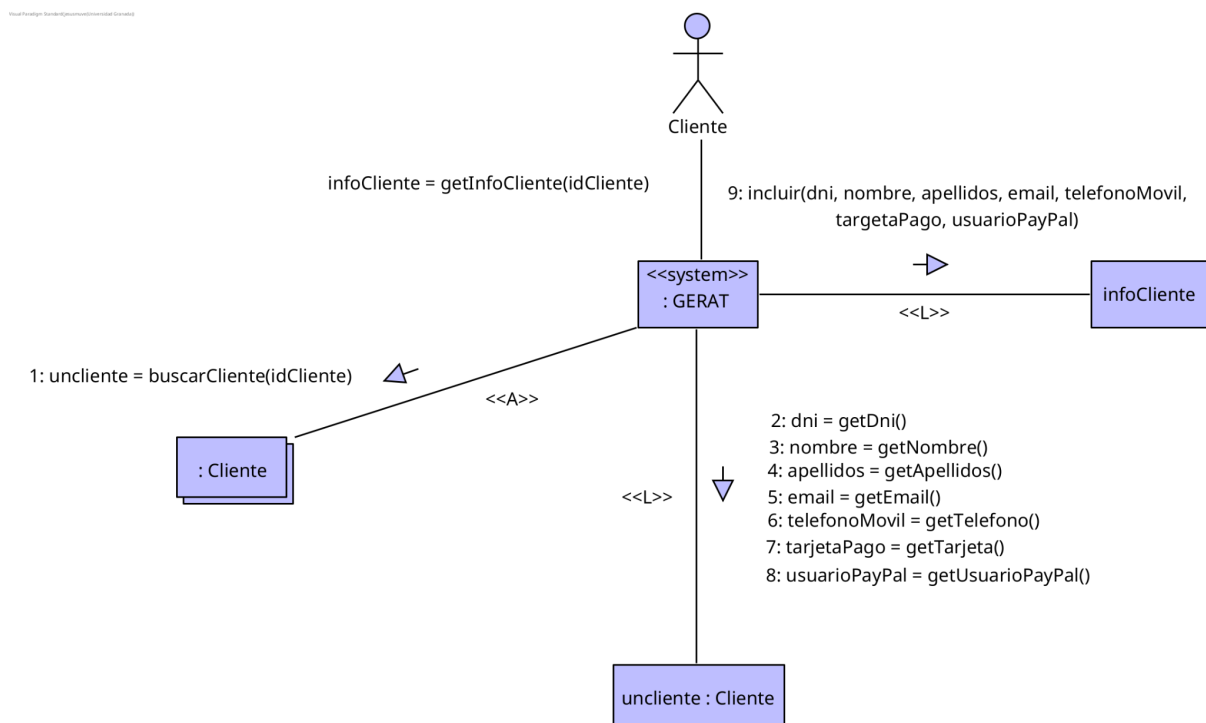 Cliente
infoCliente = getInfoCliente(idCliente)
9: incluir(dni, nombre, apellidos, email, telefonoMovil,
targetaPago, usuarioPayPal)
<<system>>
: GERAT
infoCliente
<<L>>
1: uncliente = buscarCliente(idCliente)
<<A>>
: Cliente
2: dni = getDni()
3: nombre = getNombre()
4: apellidos = getApellidos()
5: email = getEmail()
6: telefonoMovil = getTelefono()
7: tarjetaPago = getTarjeta()
8: usuarioPayPal = getUsuarioPayPal()
<<L>>
uncliente : Cliente